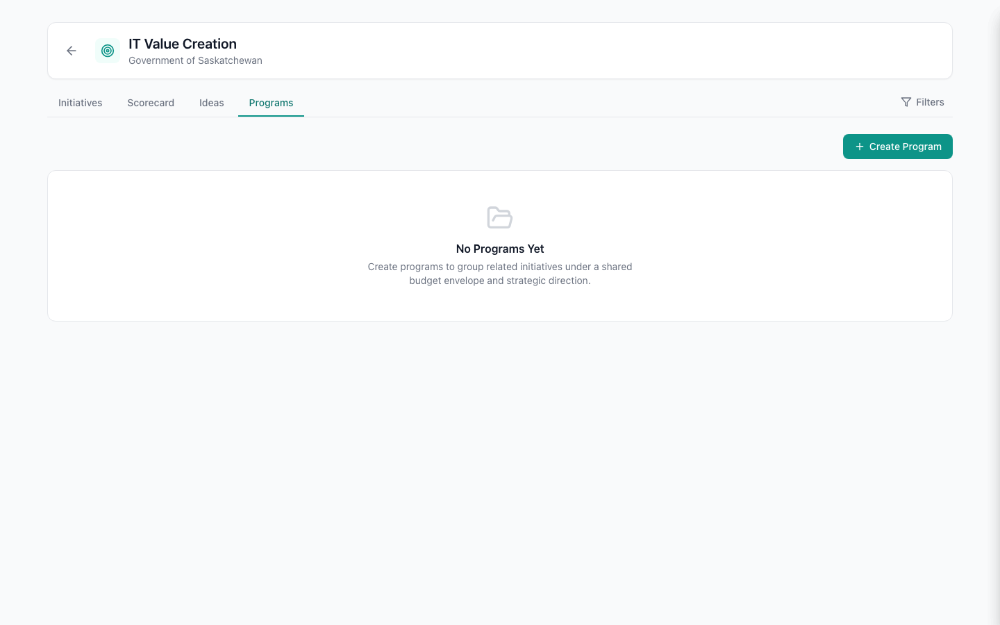 IT Value Creation
Government of Saskatchewan
Initiatives
Scorecard
Ideas
Programs
Filters
Create Program
No Programs Yet
Create programs to group related initiatives under a shared
budget envelope and strategic direction.